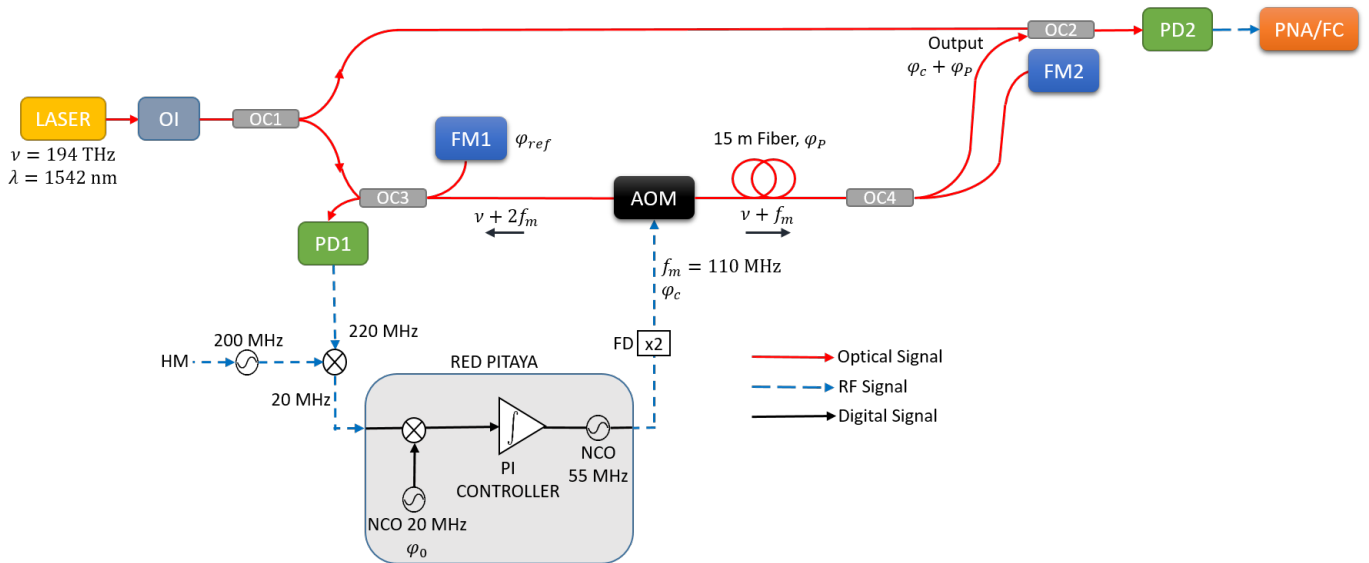 OC2
PD2
PNA/FC
Output
φ_c + φ_P
FM2
LASER
OI
OC1
ν = 194 THz
λ = 1542 nm
FM1
φ_ref
15 m Fiber, φ_P
OC3
AOM
OC4
ν + 2f_m
ν + f_m
PD1
f_m = 110 MHz
φ_c
200 MHz
220 MHz
HM
FD
x2
RED PITAYA
20 MHz
Optical Signal
RF Signal
Digital Signal
∫
PI
CONTROLLER
NCO
55 MHz
NCO 20 MHz
φ_0